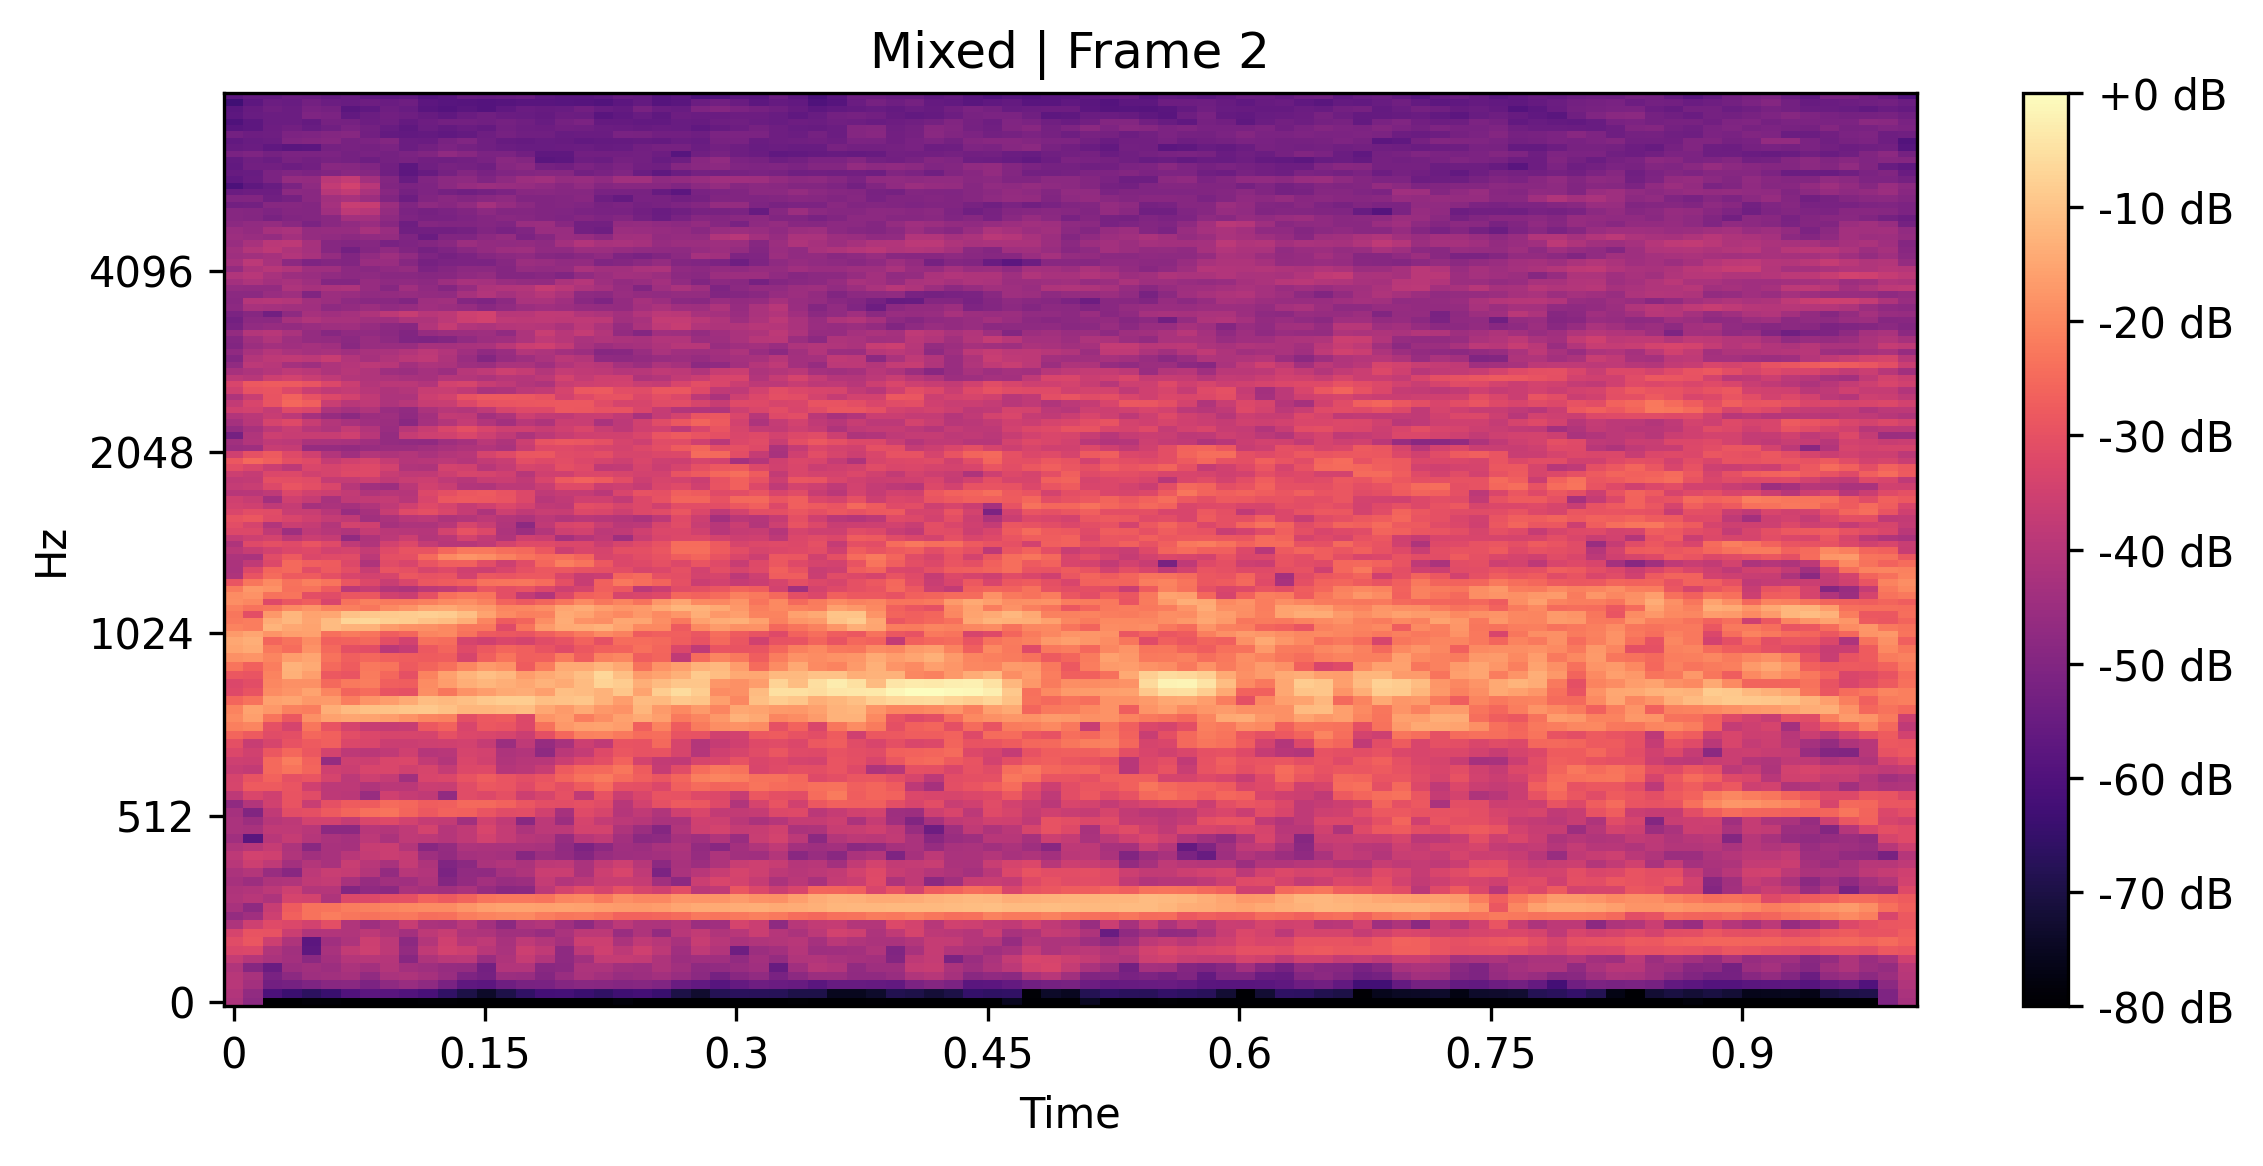 Mixed | Frame 2
+0 dB
-10 dB
-20 dB
-30 dB
-40 dB
-50 dB
-60 dB
-70 dB
-80 dB
Hz
4096
2048
1024
512
0
0 0.15 0.3 0.45 0.6 0.75 0.9
Time